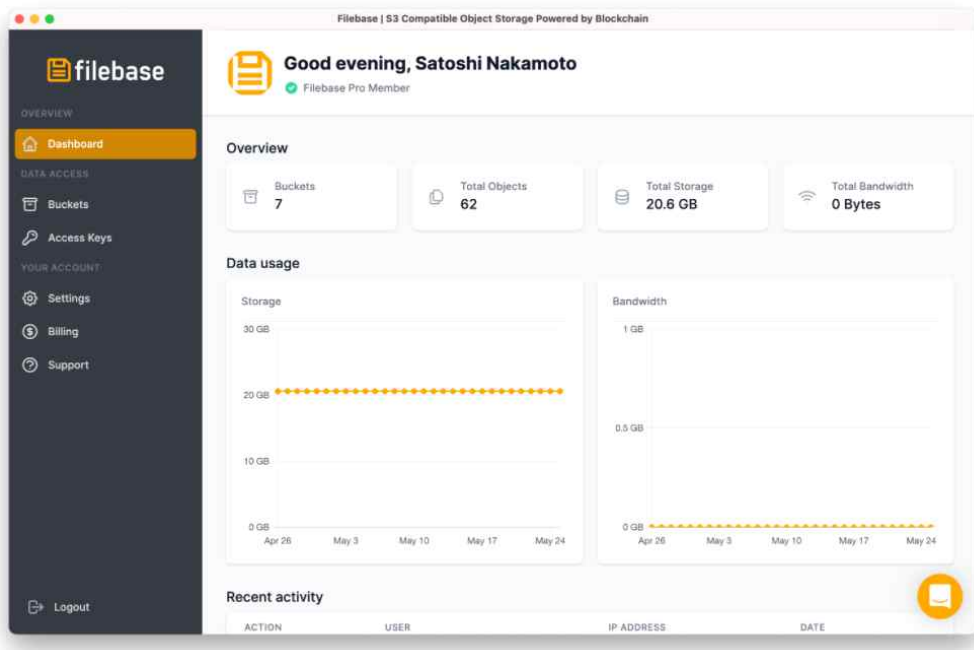 Filebase | S3 Compatible Object Storage Powered by Blockchain
filebase
OVERVIEW
Dashboard
DATA ACCESS
Buckets
Access Keys
YOUR ACCOUNT
Settings
Billing
Support
Logout
Good evening, Satoshi Nakamoto
Filebase Pro Member
Overview
Buckets
7
Total Objects
62
Total Storage
20.6 GB
Total Bandwidth
0 Bytes
Data usage
Storage
30 GB
20 GB
10 GB
0 GB
Apr 26 May 3 May 10 May 17 May 24
Bandwidth
1 GB
0.5 GB
0 GB
Apr 26 May 3 May 10 May 17 May 24
Recent activity
ACTION USER IP ADDRESS DATE